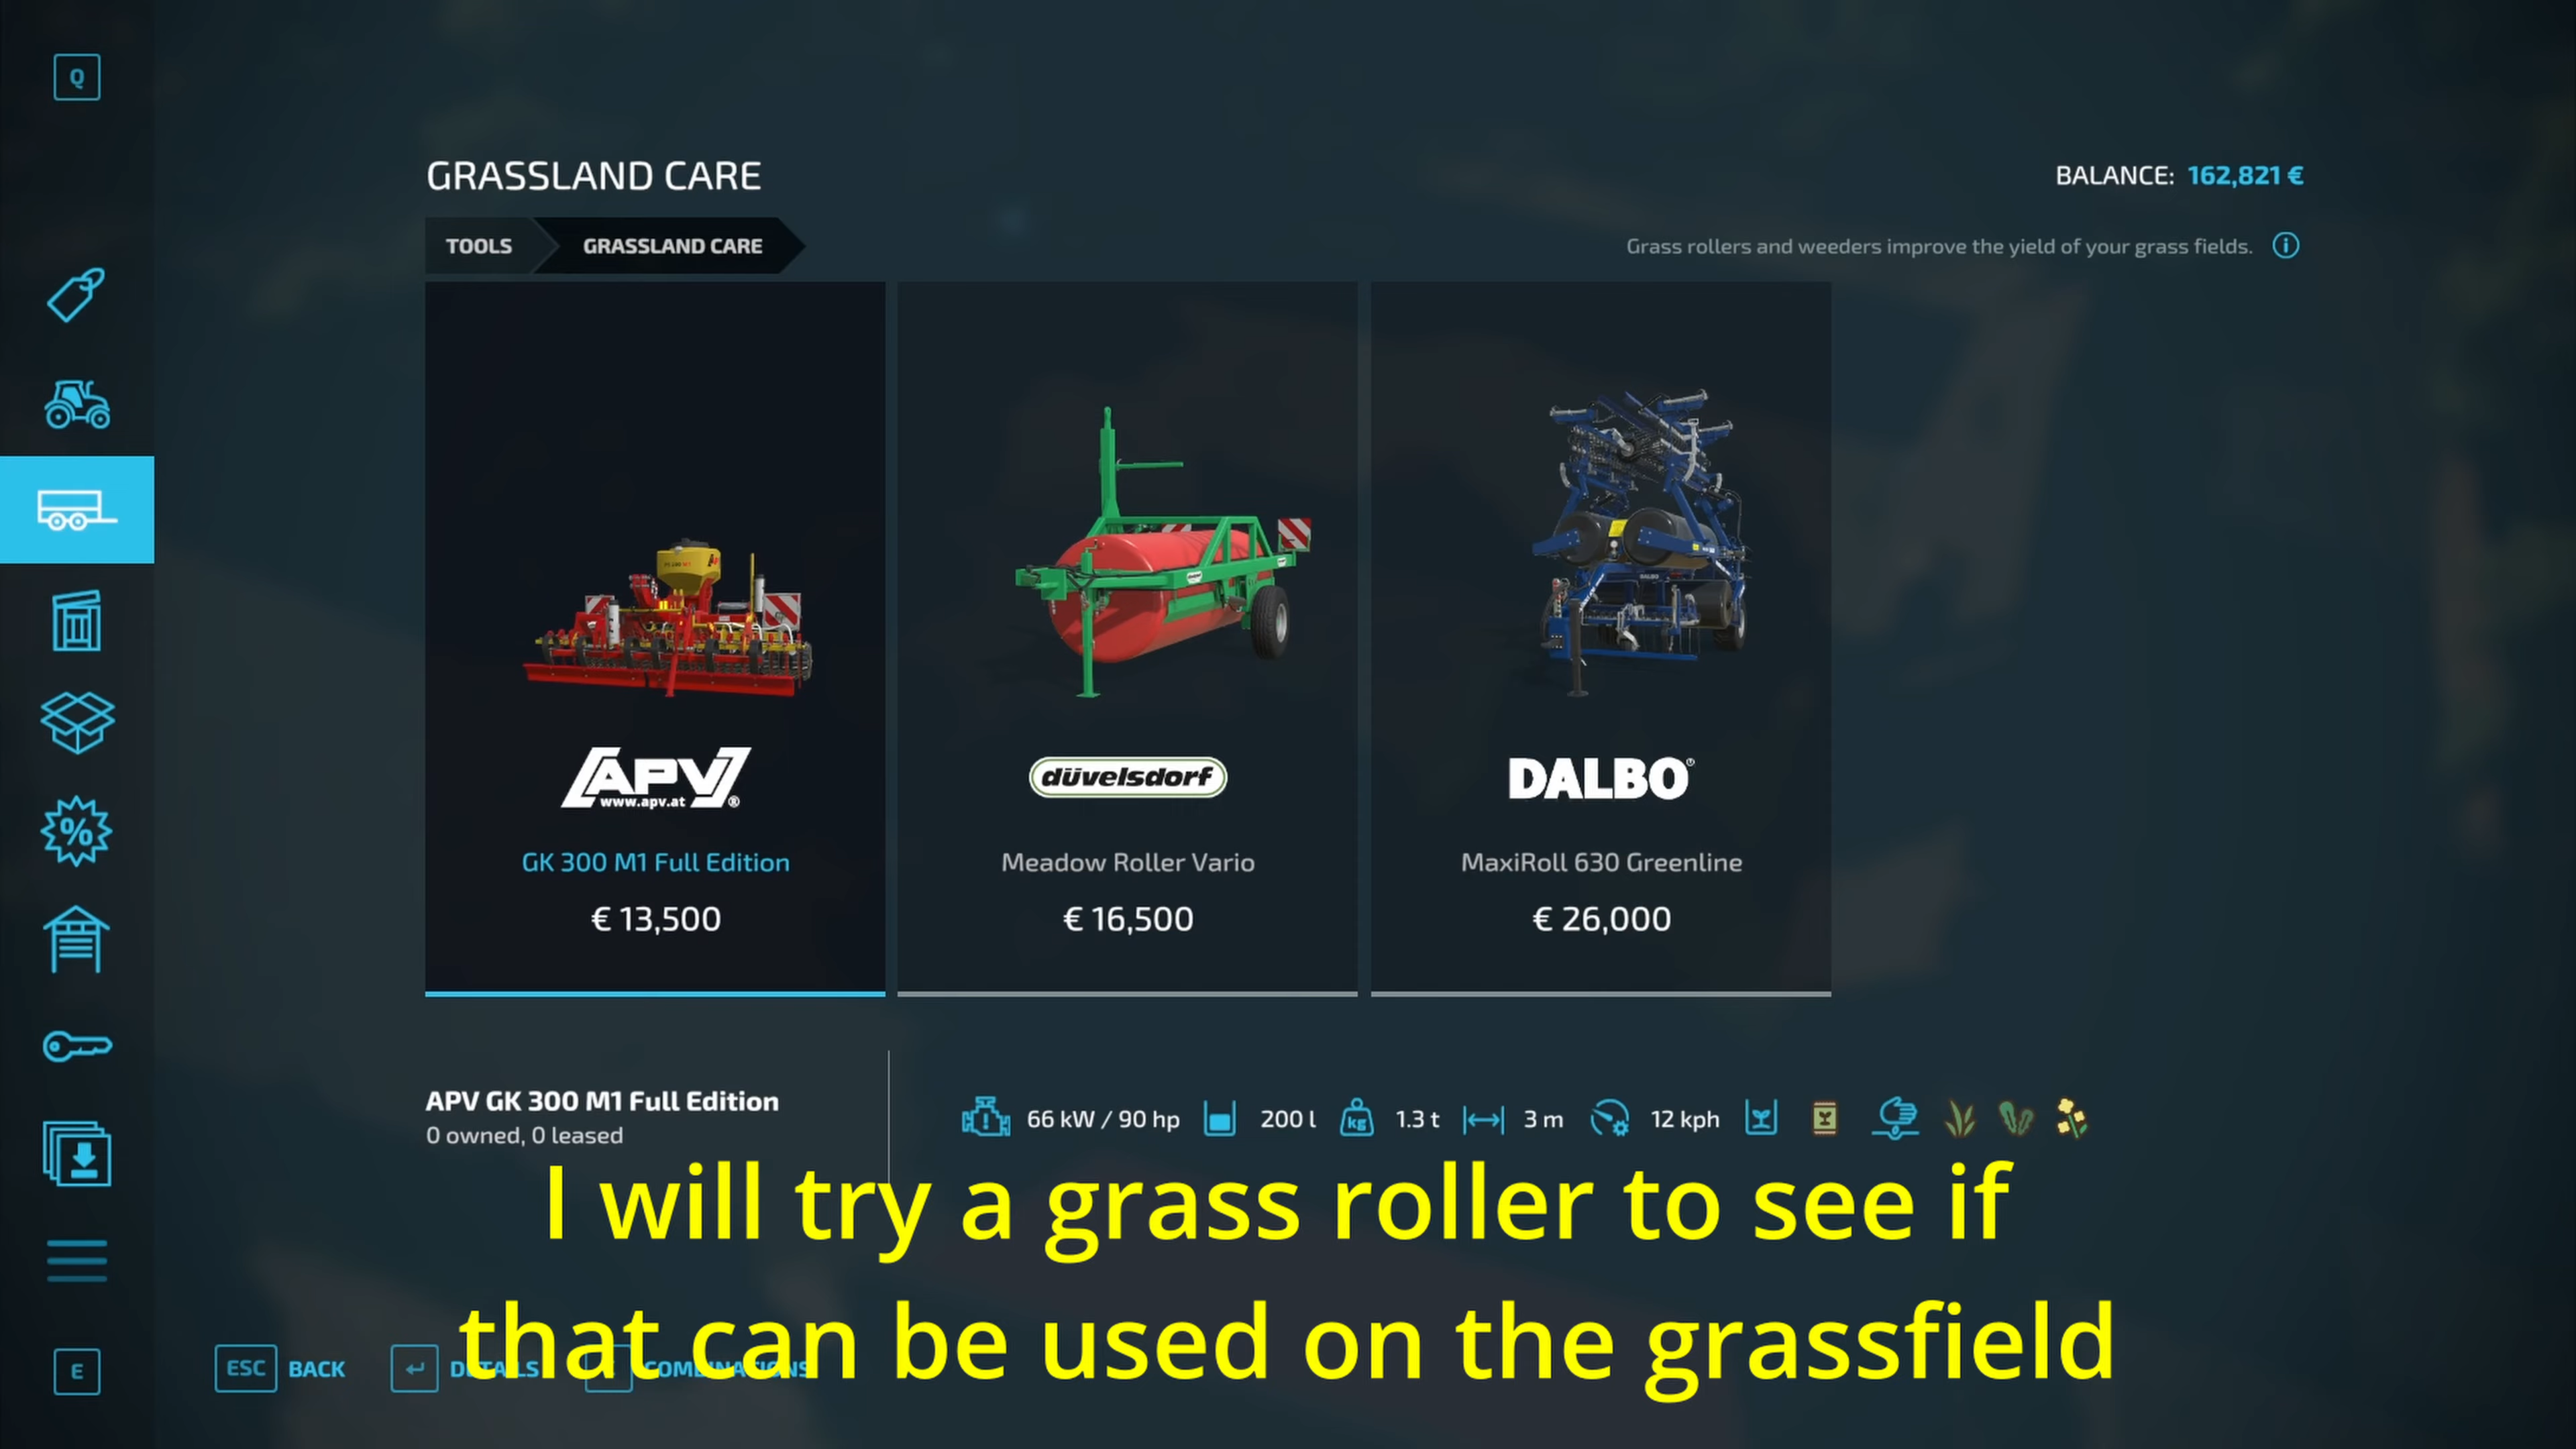 Q
GRASSLAND CARE
BALANCE: 162,821 €
TOOLS
GRASSLAND CARE
Grass rollers and weeders improve the yield of your grass fields.
APV
www.apv.at
GK 300 M1 Full Edition
€ 13,500
düvelsdorf
Meadow Roller Vario
€ 16,500
DALBO
MaxiRoll 630 Greenline
€ 26,000
APV GK 300 M1 Full Edition
0 owned, 0 leased
66 kW / 90 hp
200 l
kg
1.3 t
3 m
12 kph
I will try a grass roller to see if
that can be used on the grassfield
E
ESC BACK
DETAILS
COMBINATIONS